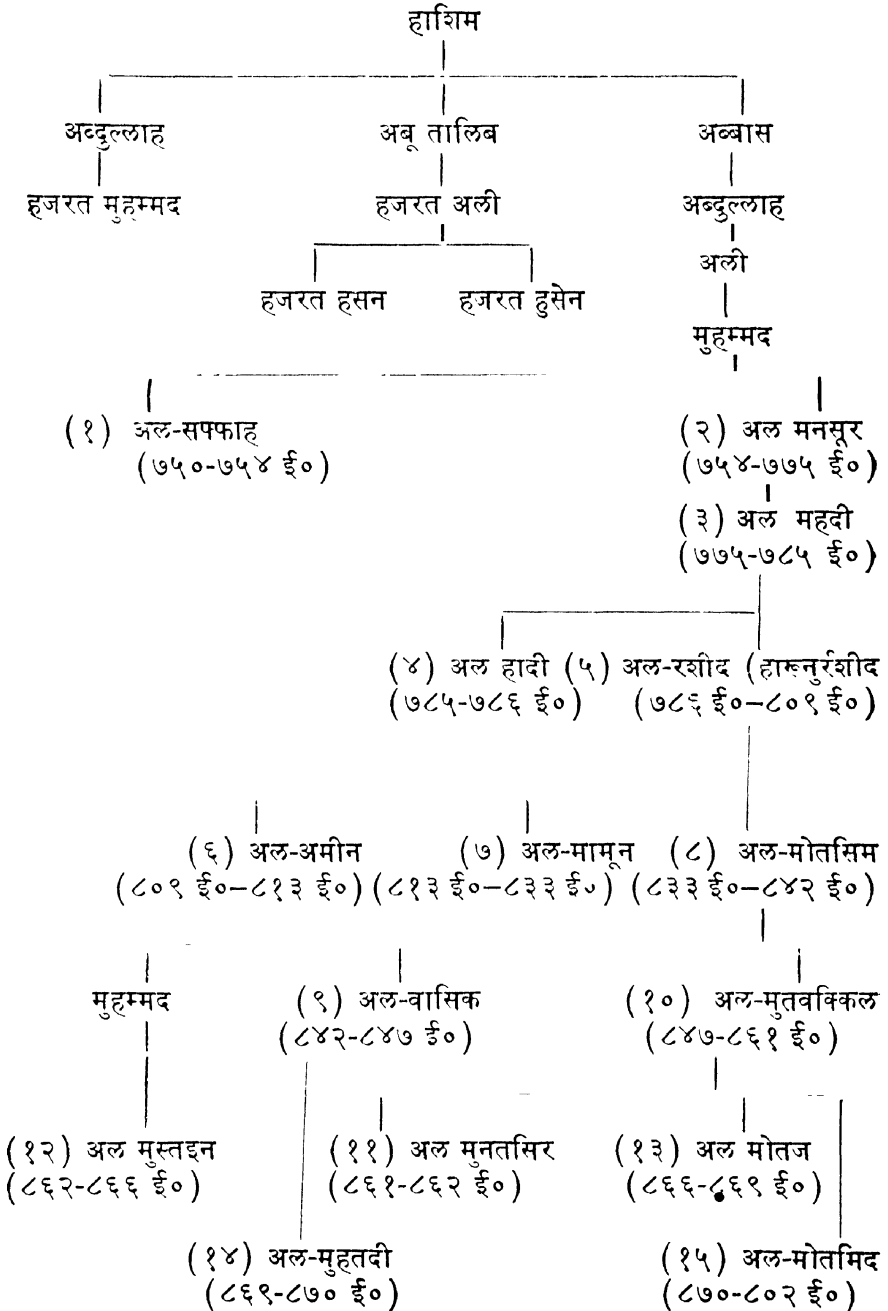 हाशिम
अब्दुल्लाह अबू तालिब अब्बास
हजरत मुहम्मद हजरत अली अब्दुल्लाह
अली
हजरत हसन हजरत हुसेन
मुहम्मद
(१) अल-सफ्फाह (२) अल मनसूर
(७५०-७५४ ई०) (७५४-७७५ ई०)
(३) अल महदी
(७७५-७८५ ई०)
(४) अल हादी (५) अल-रशीद (हारूनुर्रशीद
(७८५-७८६ ई०) (७८६ ई०–८०९ ई०)
(६) अल-अमीन (७) अल-मामून (८) अल-मोतसिम
(८०९ ई०–८१३ ई०) (८१३ ई०–८३३ ई०) (८३३ ई०–८४२ ई०)
मुहम्मद (९) अल-वासिक (१०) अल-मुतवक्किल
(८४२-८४७ ई०) (८४७-८६१ ई०)
(१२) अल मुस्तइन (११) अल मुनतसिर (१३) अल मोतज
(८६२-८६६ ई०) (८६१-८६२ ई०) (८६६-८६९ ई०)
(१४) अल-मुहतदी (१५) अल-मोतमिद
(८६९-८७० ई०) (८७०-८०२ ई०)